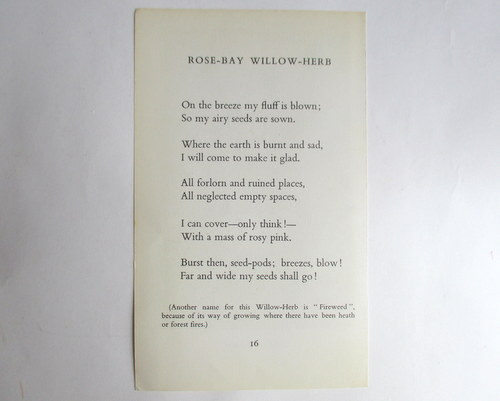 ROSE-BAY WILLOW-HERB
On the breeze my fluff is blown;
So my airy seeds are sown.
Where the earth is burnt and sad,
I will come to make it glad.
All forlorn and ruined places,
All neglected empty spaces,
I can cover—only think!—
With a mass of rosy pink.
Burst then, seed-pods; breezes, blow!
Far and wide my seeds shall go!
(Another name for this Willow-Herb is "Fireweed",
because of its way of growing where there have been heath
or forest fires.)
16